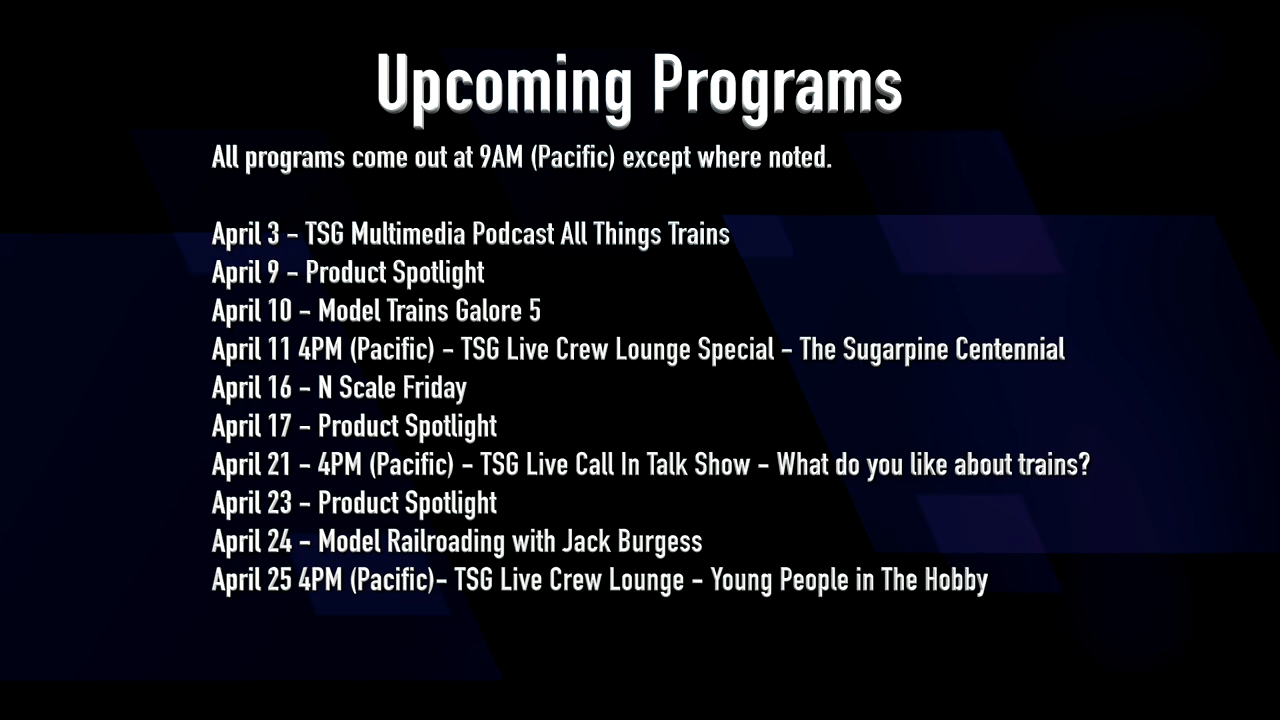 Upcoming Programs
All programs come out at 9AM (Pacific) except where noted.
April 3 - TSG Multimedia Podcast All Things Trains
April 9 - Product Spotlight
April 10 - Model Trains Galore 5
April 11 4PM (Pacific) - TSG Live Crew Lounge Special - The Sugarpine Centennial
April 16 - N Scale Friday
April 17 - Product Spotlight
April 21 - 4PM (Pacific) - TSG Live Call In Talk Show - What do you like about trains?
April 23 - Product Spotlight
April 24 - Model Railroading with Jack Burgess
April 25 4PM (Pacific)- TSG Live Crew Lounge - Young People in The Hobby